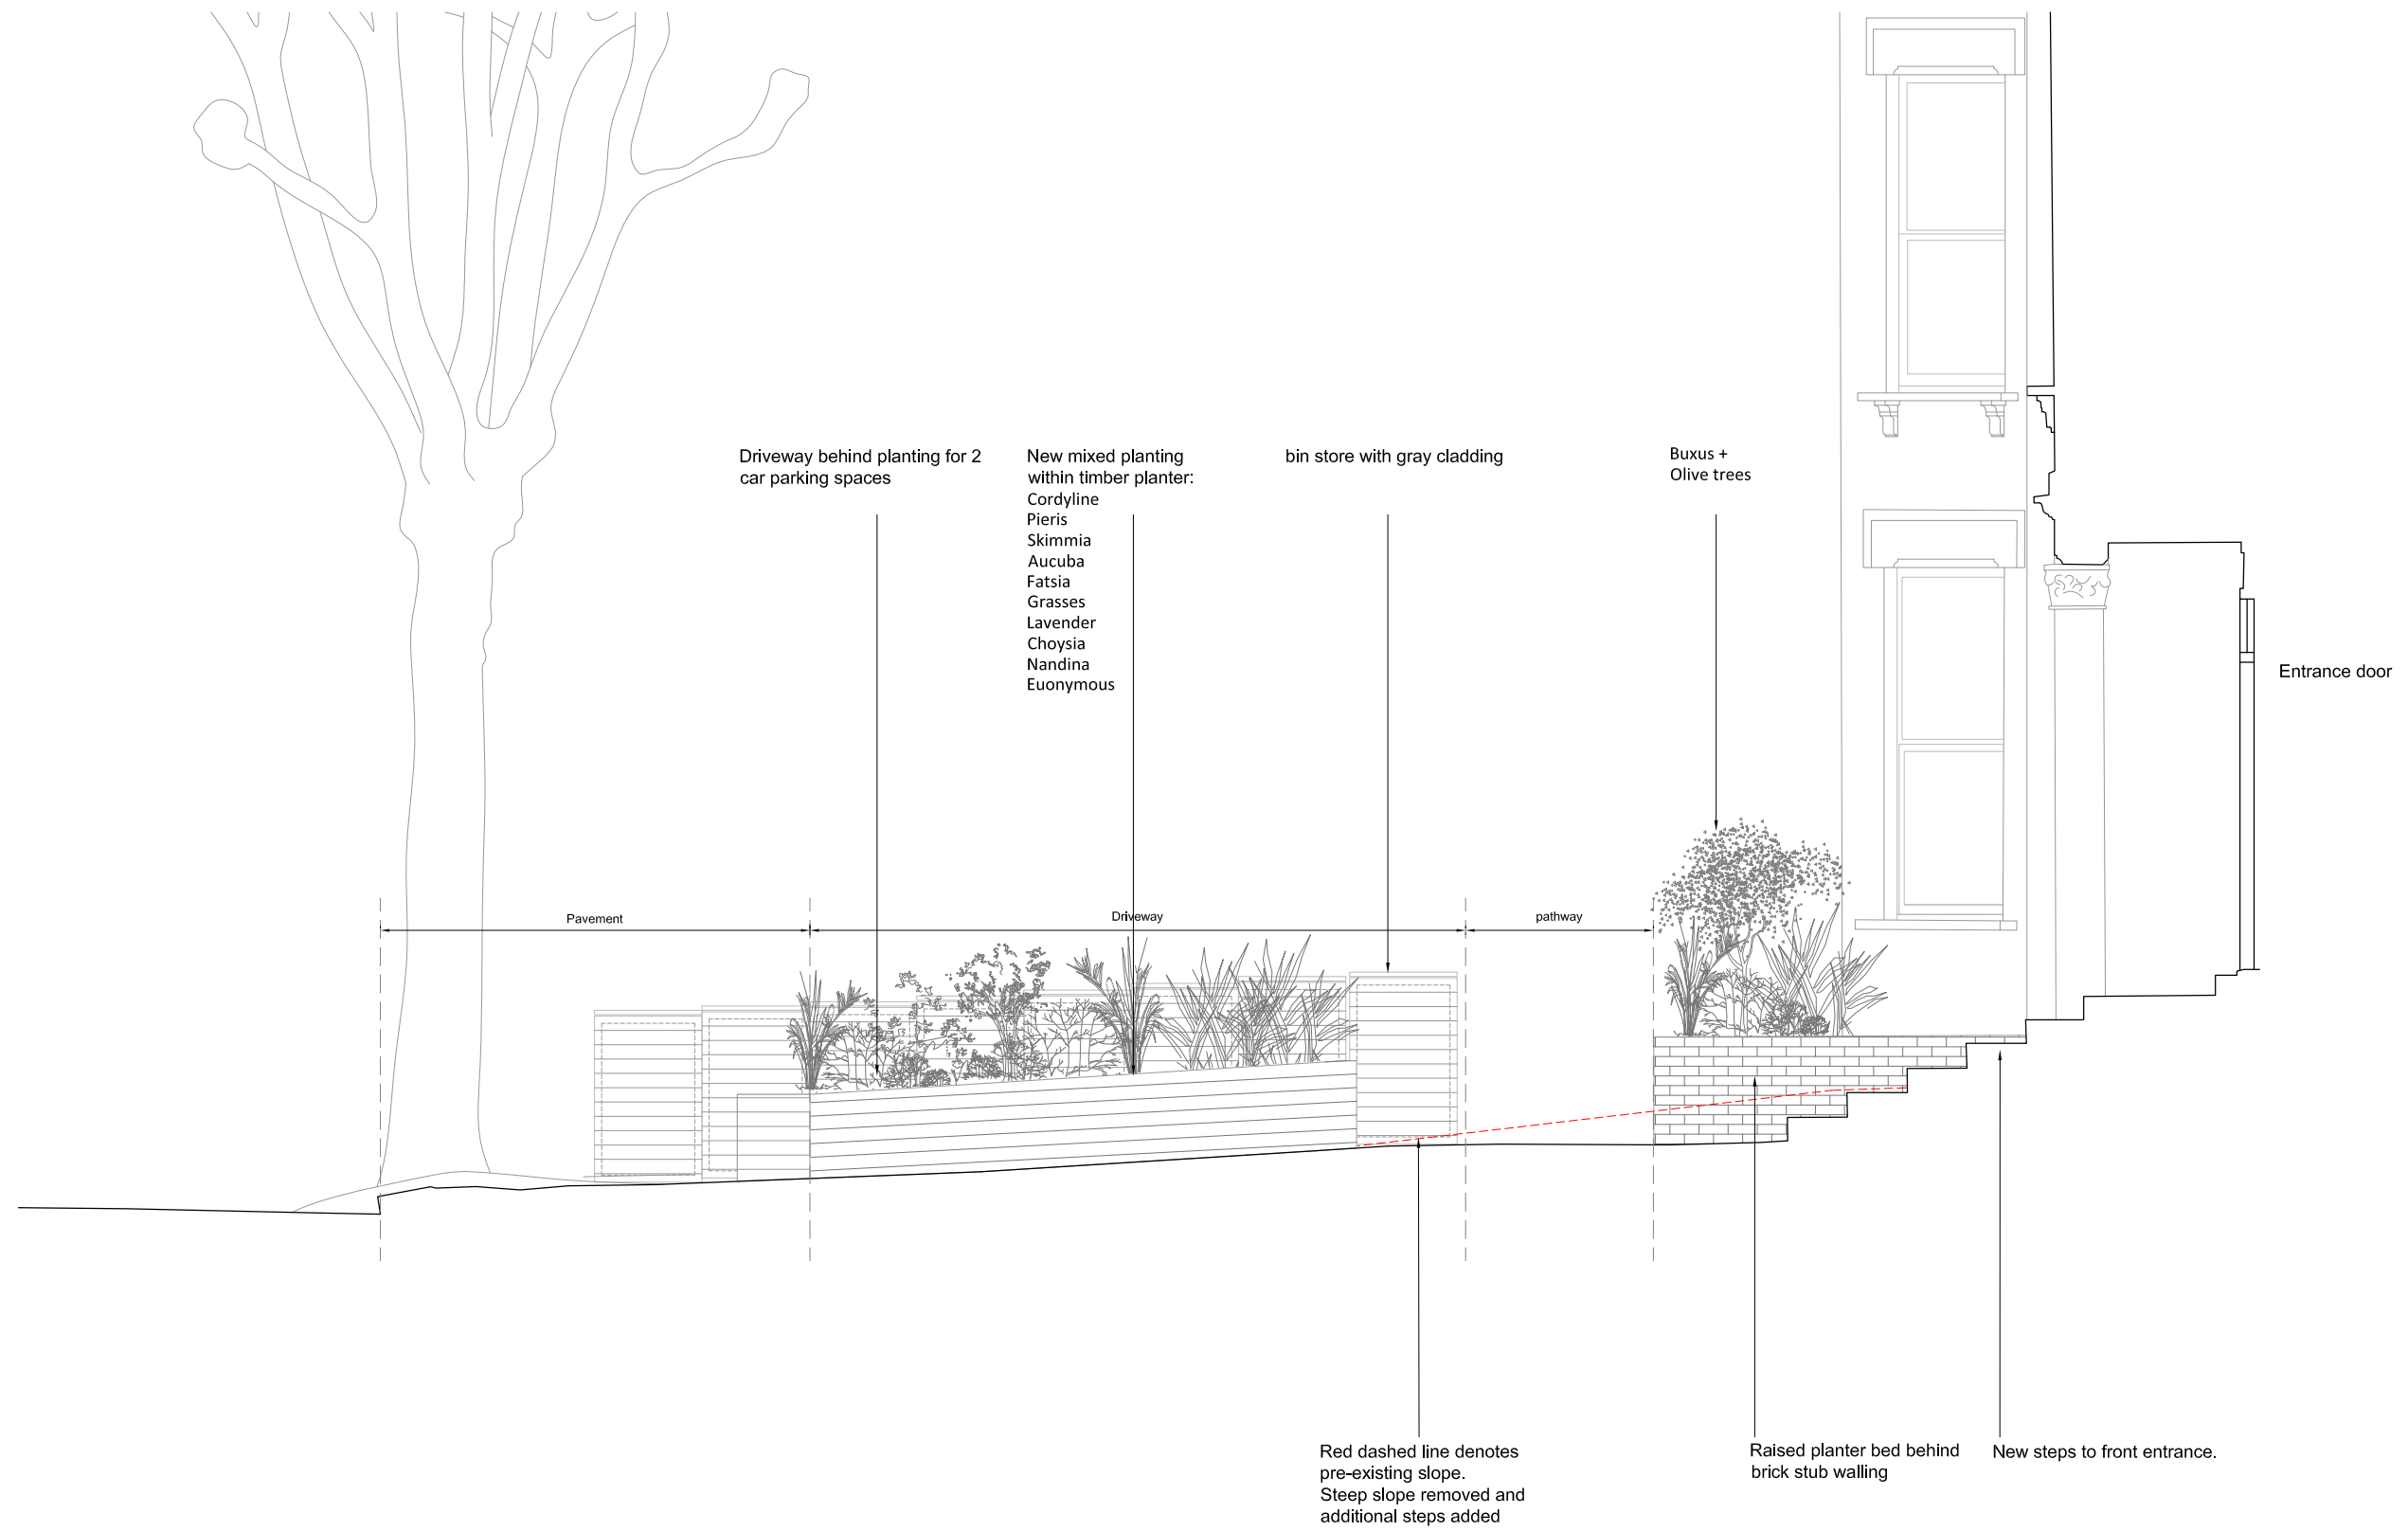 Driveway behind planting for 2
car parking spaces
New mixed planting
within timber planter:
Cordyline
Pieris
Skimmia
Aucuba
Fatsia
Grasses
Lavender
Choysia
Nandina
Euonymous
bin store with gray cladding
Buxus +
Olive trees
Entrance door
Pavement
Driveway
pathway
Red dashed line denotes
pre-existing slope.
Steep slope removed and
additional steps added
Raised planter bed behind
brick stub walling
New steps to front entrance.